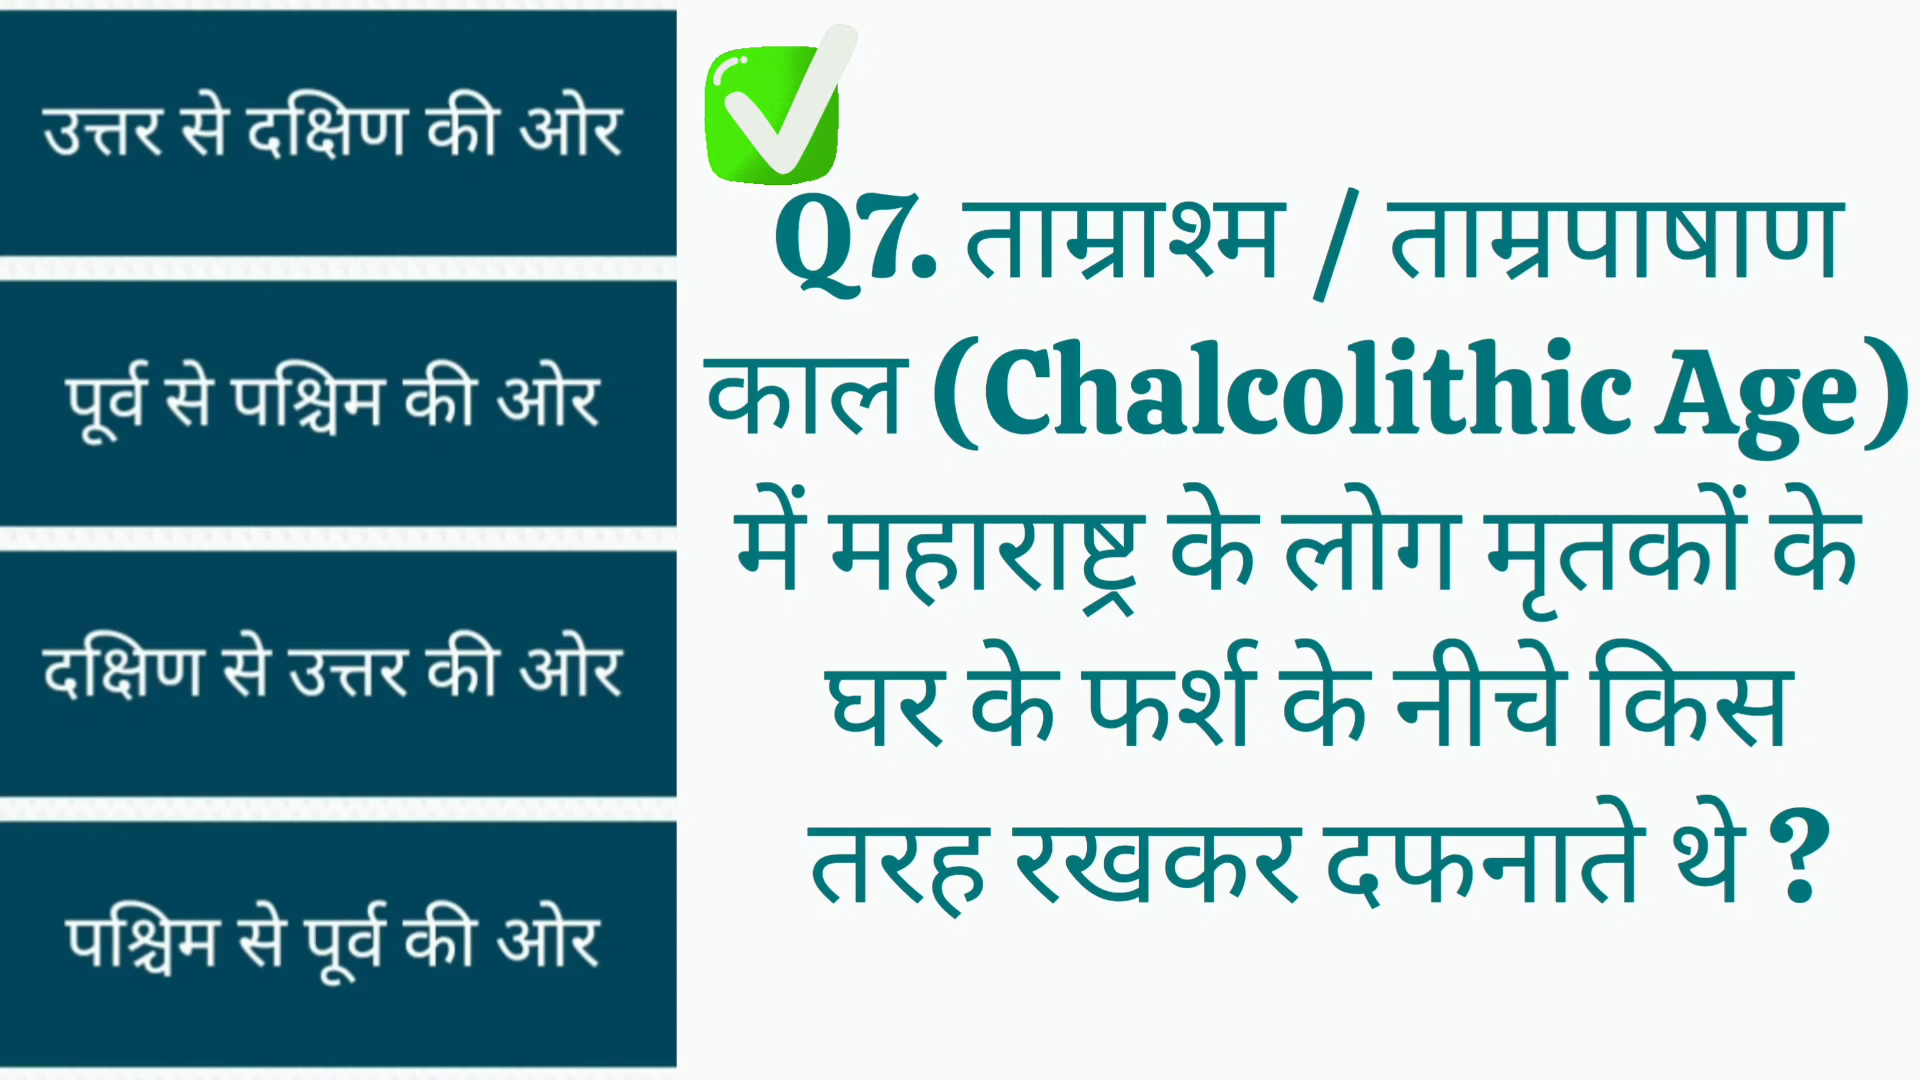 उत्तर से दक्षिण की ओर
पूर्व से पश्चिम की ओर
दक्षिण से उत्तर की ओर
पश्चिम से पूर्व की ओर
Q7. ताम्राश्म / ताम्रपाषाण
काल (Chalcolithic Age)
में महाराष्ट्र के लोग मृतकों के
घर के फर्श के नीचे किस
तरह रखकर दफनाते थे ?